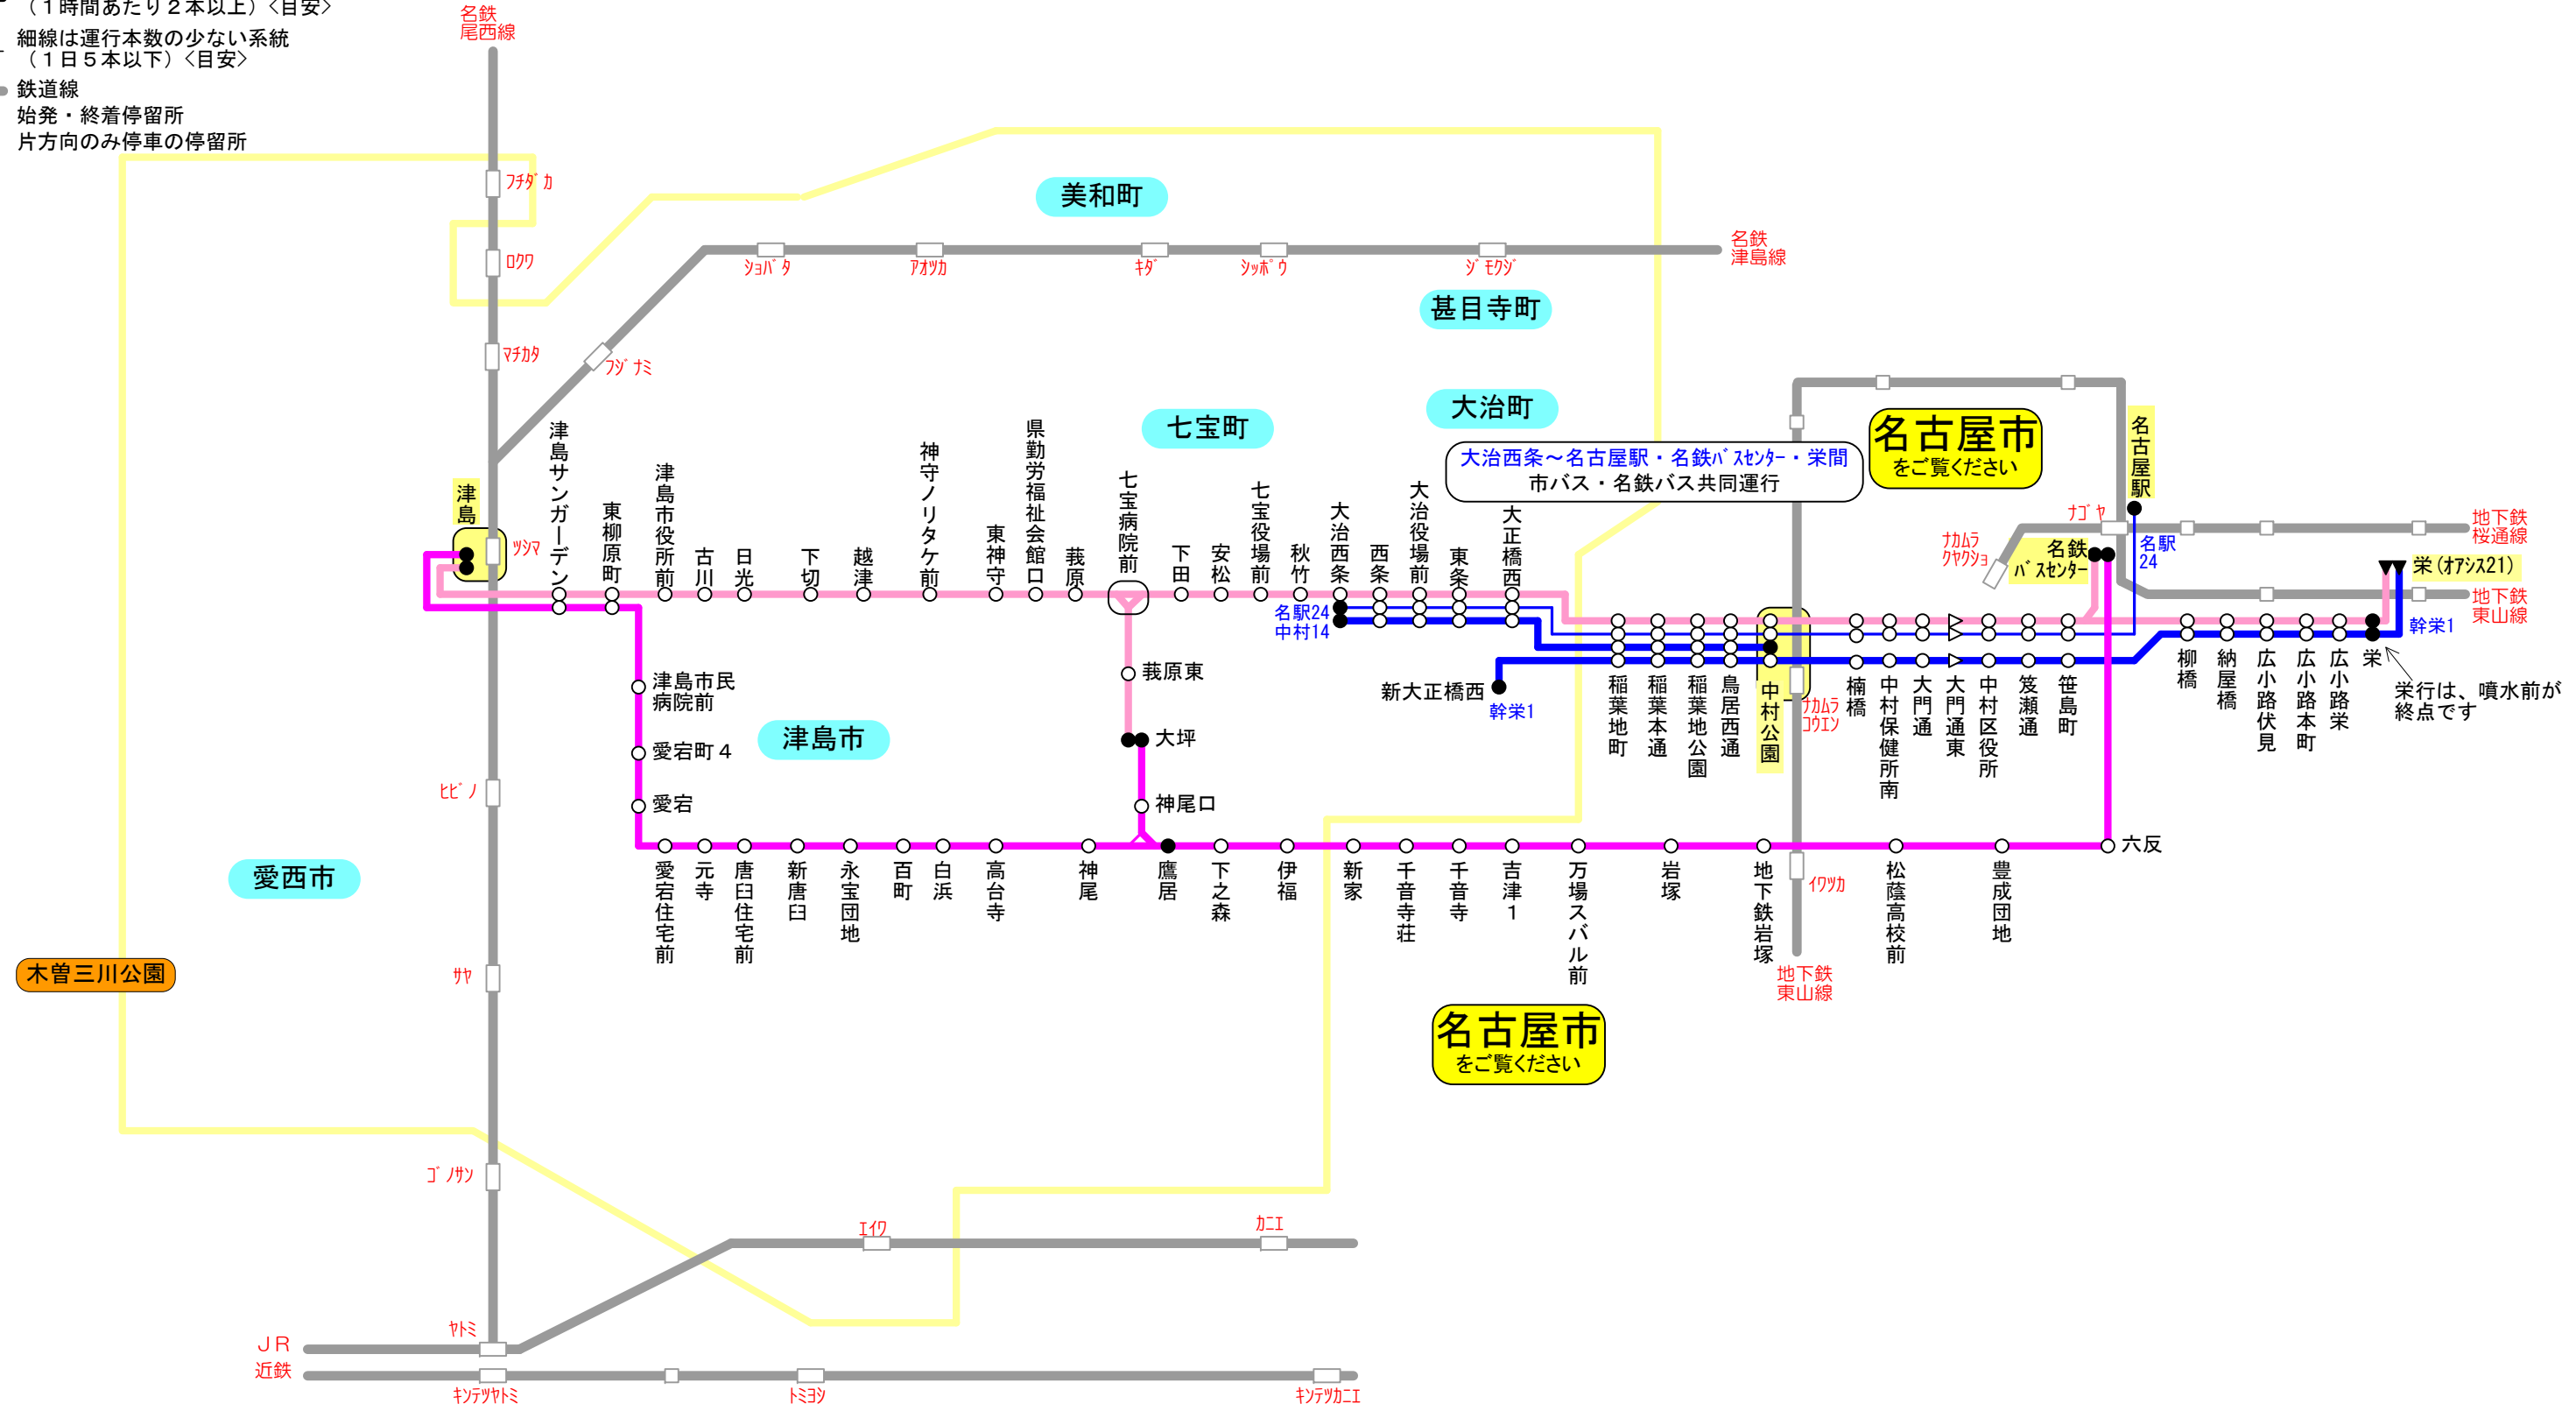 （１時間あたり２本以上）<目安>
細線は運行本数の少ない系統
（１日５本以下）<目安>
鉄道線
始発・終着停留所
片方向のみ停車の停留所
名鉄
尾西線
ﾌﾁﾀﾞｶ
ﾛｸﾜ
ﾏﾁｶﾀ
ﾌｼﾞﾅﾐ
美和町
ｼｮﾊﾞﾀ
ｱｵﾂｶ
ｷﾀﾞ
ｼｯﾎﾟｳ
ｼﾞﾓｸｼﾞ
名鉄
津島線
甚目寺町
大治町
七宝町
名古屋市
をご覧ください
大治西条～名古屋駅・名鉄ﾊﾞｽｾﾝﾀｰ・栄間
市バス・名鉄バス共同運行
津島
ﾂｼﾏ
津島サンガーデン
東柳原町
津島市役所前
古川
日光
下切
越津
神守ノリタケ前
東神守
県勤労福祉会館口
莪原
七宝病院前
下田
安松
七宝役場前
秋竹
大治西条
西条
大治役場前
東条
大正橋西
名駅24
中村14
新大正橋西
幹栄1
稲葉地町
稲葉本通
稲葉地公園
鳥居西通
中村公園
ﾅｶﾑﾗ
ｺｳｴﾝ
楠橋
中村保健所南
大門通
大門通東
中村区役所
笈瀬通
笹島町
柳橋
納屋橋
広小路伏見
広小路本町
広小路栄
栄
栄行は、噴水前が
終点です
幹栄1
栄(ｵｱｼｽ21)
名古屋駅
名駅
24
ﾅｺﾞﾔ
ﾅｶﾑﾗ
ｸﾔｸｼｮ
名鉄
ﾊﾞｽｾﾝﾀｰ
地下鉄
桜通線
地下鉄
東山線
莪原東
大坪
神尾口
津島市民
病院前
愛宕町４
愛宕
津島市
愛宕住宅前
元寺
唐臼住宅前
新唐臼
永宝団地
百町
白浜
高台寺
神尾
鷹居
下之森
伊福
新家
千音寺荘
千音寺
吉津１
万場スバル前
岩塚
地下鉄岩塚
松蔭高校前
豊成団地
六反
ｲﾜﾂｶ
地下鉄
東山線
ﾋﾋﾞﾉ
愛西市
木曽三川公園
ｻﾔ
名古屋市
をご覧ください
ｺﾞﾉｻﾝ
ｴｲﾜ
ｶﾆｴ
ﾔﾄﾐ
ＪＲ
近鉄
ｷﾝﾃﾂﾔﾄﾐ
ﾄﾐﾖｼ
ｷﾝﾃﾂｶﾆｴ